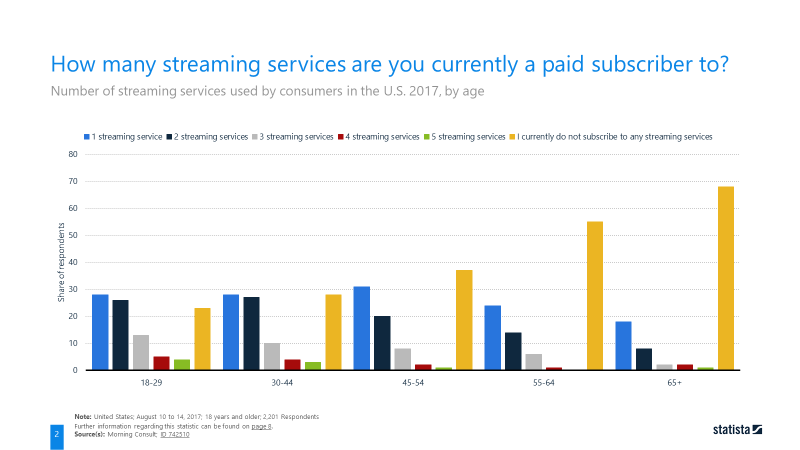 How many streaming services are you currently a paid subscriber to?
Number of streaming services used by consumers in the U.S. 2017, by age
1 streaming service 2 streaming services 3 streaming services 4 streaming services 5 streaming services I currently do not subscribe to any streaming services
Share of respondents
80
70
60
50
40
30
20
10
0
18-29 30-44 45-54 55-64 65+
Note: United States; August 10 to 14, 2017; 18 years and older; 2,201 Respondents
Further information regarding this statistic can be found on page 8.
Source(s): Morning Consult; ID 742510
2
statista